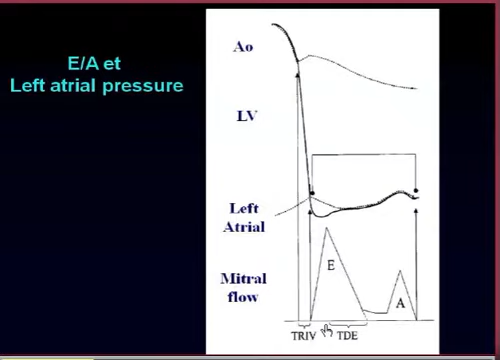 E/A et
Left atrial pressure
Ao
LV
Left
Atrial
Mitral
flow
E
A
TRIV
TDE